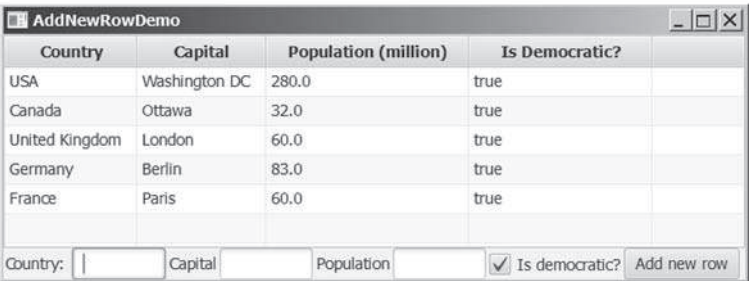 AddNewRowDemo
Country Capital Population (million) Is Democratic?
USA Washington DC 280.0 true
Canada Ottawa 32.0 true
United Kingdom London 60.0 true
Germany Berlin 83.0 true
France Paris 60.0 true
Country: Capital Population Is democratic? Add new row